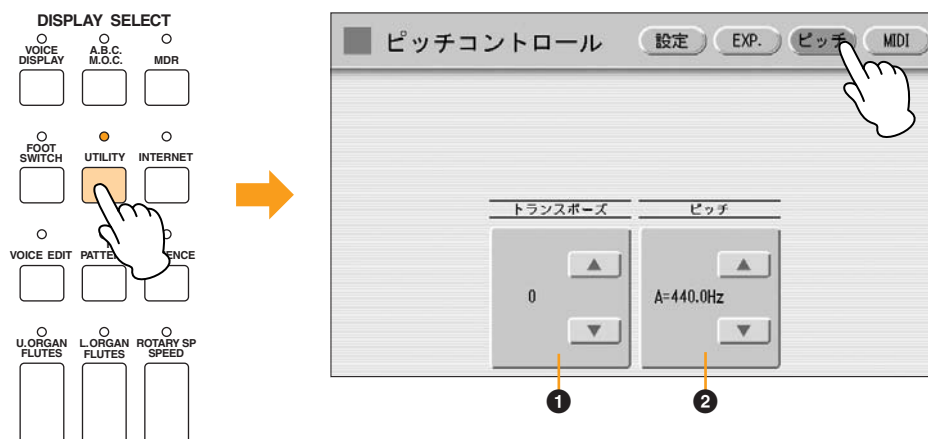 DISPLAY SELECT
VOICE DISPLAY
A.B.C. M.O.C.
MDR
FOOT SWITCH
UTILITY
INTERNET
VOICE EDIT
U.ORGAN FLUTES
L.ORGAN FLUTES
ROTARY SP SPEED
ピッチコントロール
設定
EXP.
ピッチ
MIDI
トランスポーズ
ピッチ
0
A=440.0Hz
1
2